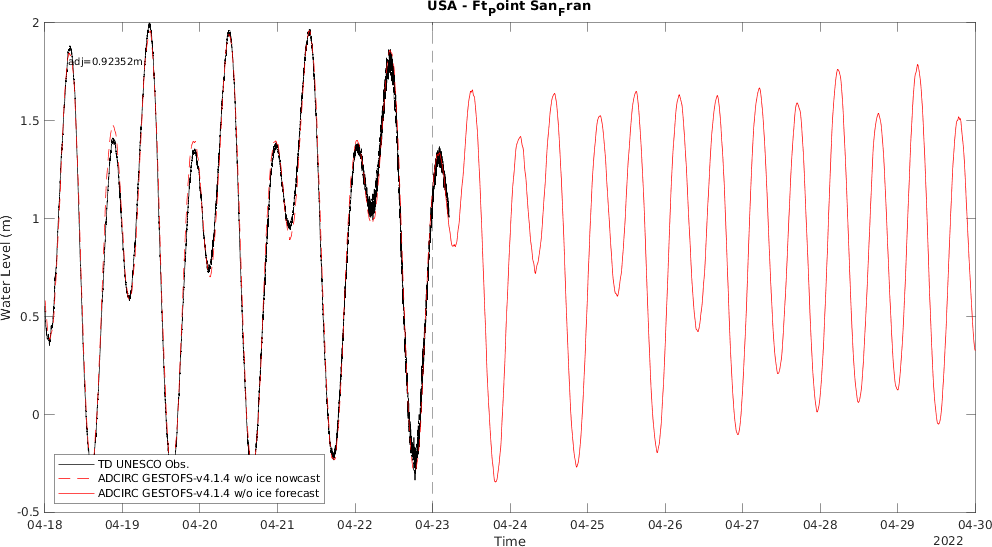 USA - Ft_Point San_Fran
2
adj=0.92352m
1.5
1
0.5
0
-0.5
Water Level (m)
TD UNESCO Obs.
ADCIRC GESTOFS-v4.1.4 w/o ice nowcast
ADCIRC GESTOFS-v4.1.4 w/o ice forecast
04-18 04-19 04-20 04-21 04-22 04-23 04-24 04-25 04-26 04-27 04-28 04-29 04-30
Time
2022